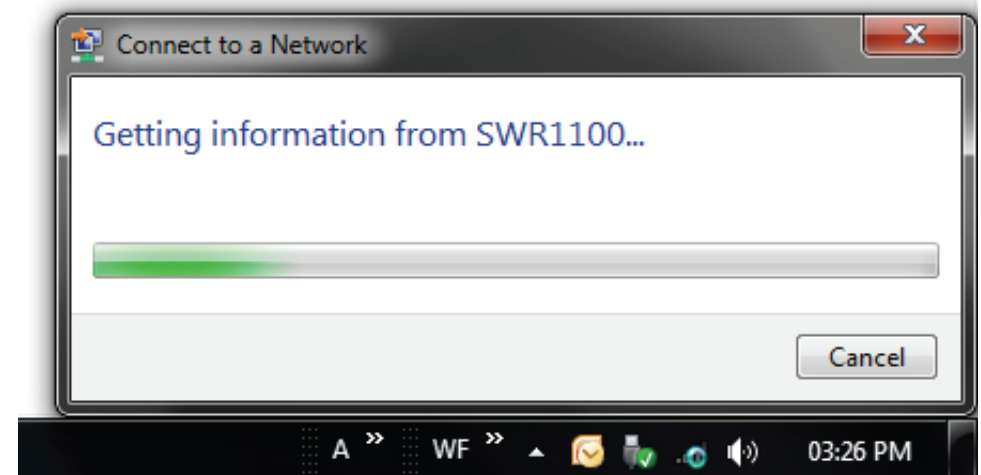 Connect to a Network
Getting information from SWR1100...
Cancel
A » WF » 03:26 PM